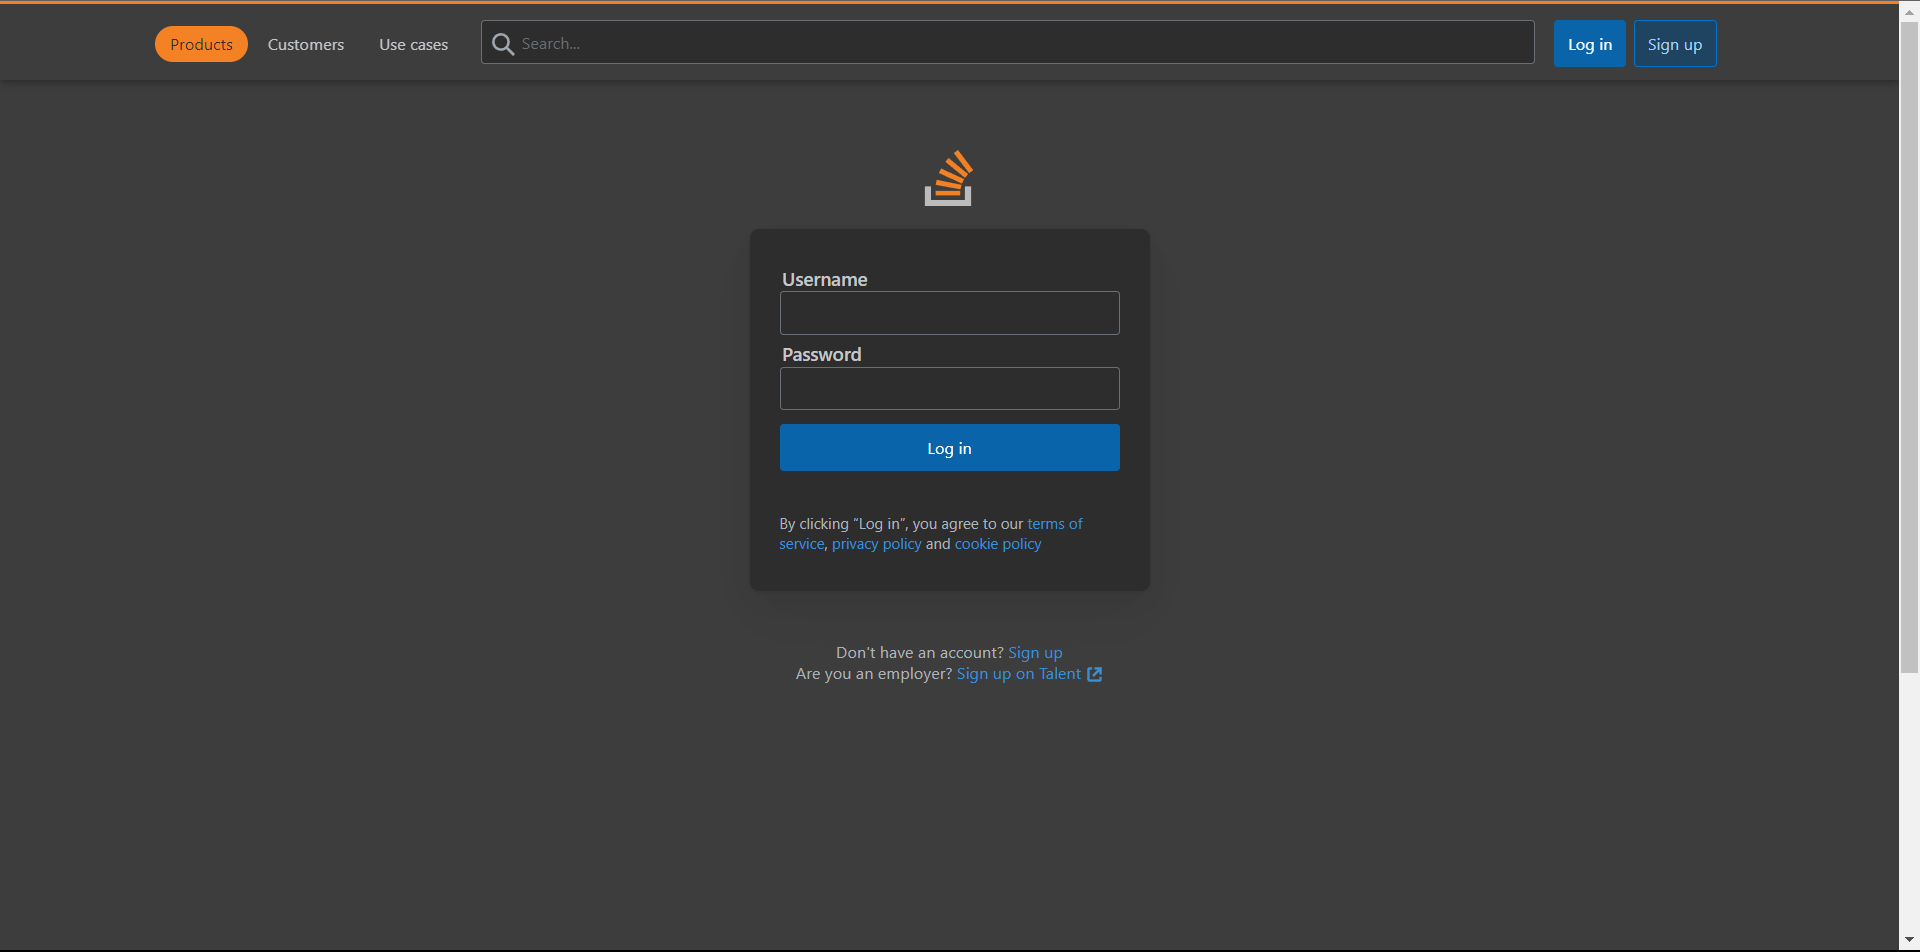 Products Customers Use cases Search... Log in Sign up
Username
Password
Log in
By clicking “Log in”, you agree to our terms of
service, privacy policy and cookie policy
Don't have an account? Sign up
Are you an employer? Sign up on Talent